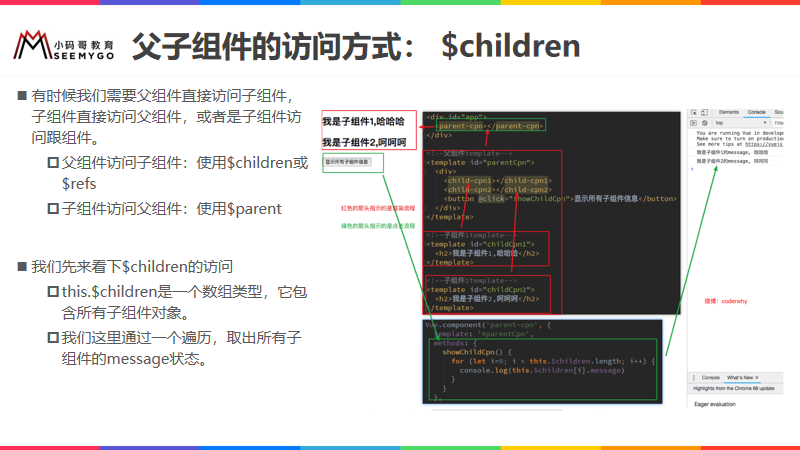 小码哥教育
SEEMYGO
父子组件的访问方式： $children
有时候我们需要父组件直接访问子组件，
子组件直接访问父组件，或者是子组件访
问跟组件。
父组件访问子组件：使用$children或
$refs
子组件访问父组件：使用$parent
我们先来看下$children的访问
this.$children是一个数组类型，它包
含所有子组件对象。
我们这里通过一个遍历，取出所有子
组件的message状态。
我是子组件1,哈哈哈
我是子组件2,呵呵呵
显示所有子组件信息
红色的箭头指示的是渲染流程
绿色的箭头指示的是点击流程
<div id="app">
<parent-cpn></parent-cpn>
</div>
<!--父组件template-->
<template id="parentCpn">
<div>
<child-cpn1></child-cpn1>
<child-cpn2></child-cpn2>
<button @click="showChildCpn">显示所有子组件信息</button>
</div>
</template>
<!--子组件1template-->
<template id="childCpn1">
<h2>我是子组件1,哈哈哈</h2>
</template>
<!--子组件2template-->
<template id="childCpn2">
<h2>我是子组件2,呵呵呵</h2>
</template>
Vue.component('parent-cpn', {
template: '#parentCpn',
methods: {
showChildCpn() {
for (let i=0; i < this.$children.length; i++) {
console.log(this.$children[i].message)
}
}
},
Elements Console Sou
top
You are running Vue in develop
Make sure to turn on production
See more tips at https://vuejs
我是子组件1的message, 哈哈哈
我是子组件2的message, 呵呵呵
微博: coderwhy
Console What's New ×
Highlights from the Chrome 68 update
Eager evaluation